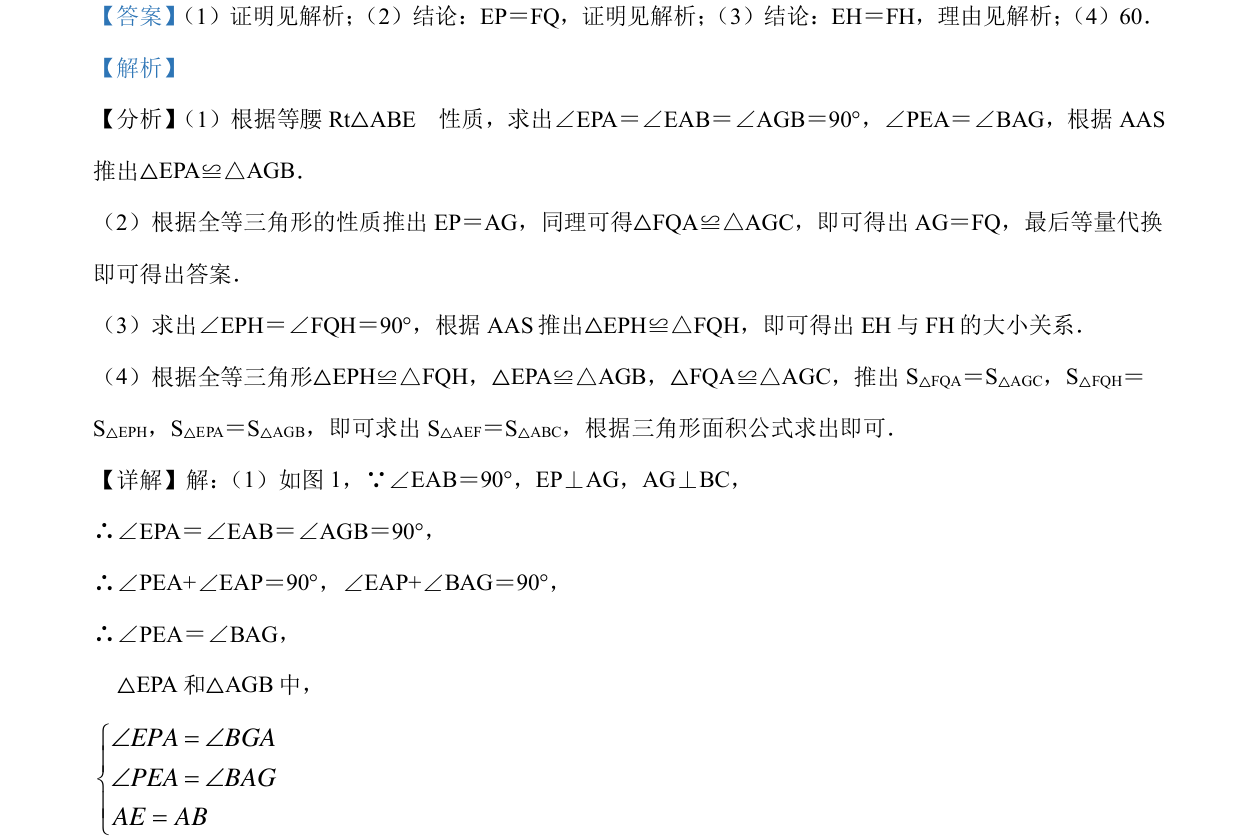 【答案】（1）证明见解析；（2）结论：EP＝FQ，证明见解析；（3）结论：EH＝FH，理由见解析；（4）60．
【解析】
【分析】（1）根据等腰 Rt△ABE 性质，求出∠EPA＝∠EAB＝∠AGB＝90°，∠PEA＝∠BAG，根据 AAS
推出△EPA≌△AGB．
（2）根据全等三角形的性质推出 EP＝AG，同理可得△FQA≌△AGC，即可得出 AG＝FQ，最后等量代换
即可得出答案．
（3）求出∠EPH＝∠FQH＝90°，根据 AAS 推出△EPH≌△FQH，即可得出 EH 与 FH 的大小关系．
（4）根据全等三角形△EPH≌△FQH，△EPA≌△AGB，△FQA≌△AGC，推出 S△FQA＝S△AGC，S△FQH＝
S△EPH，S△EPA＝S△AGB，即可求出 S△AEF＝S△ABC，根据三角形面积公式求出即可．
【详解】解：（1）如图 1，∵∠EAB＝90°，EP⊥AG，AG⊥BC，
∴∠EPA＝∠EAB＝∠AGB＝90°，
∴∠PEA+∠EAP＝90°，∠EAP+∠BAG＝90°，
∴∠PEA＝∠BAG，
△EPA 和△AGB 中，
∠EPA = ∠BGA
∠PEA = ∠BAG
AE = AB